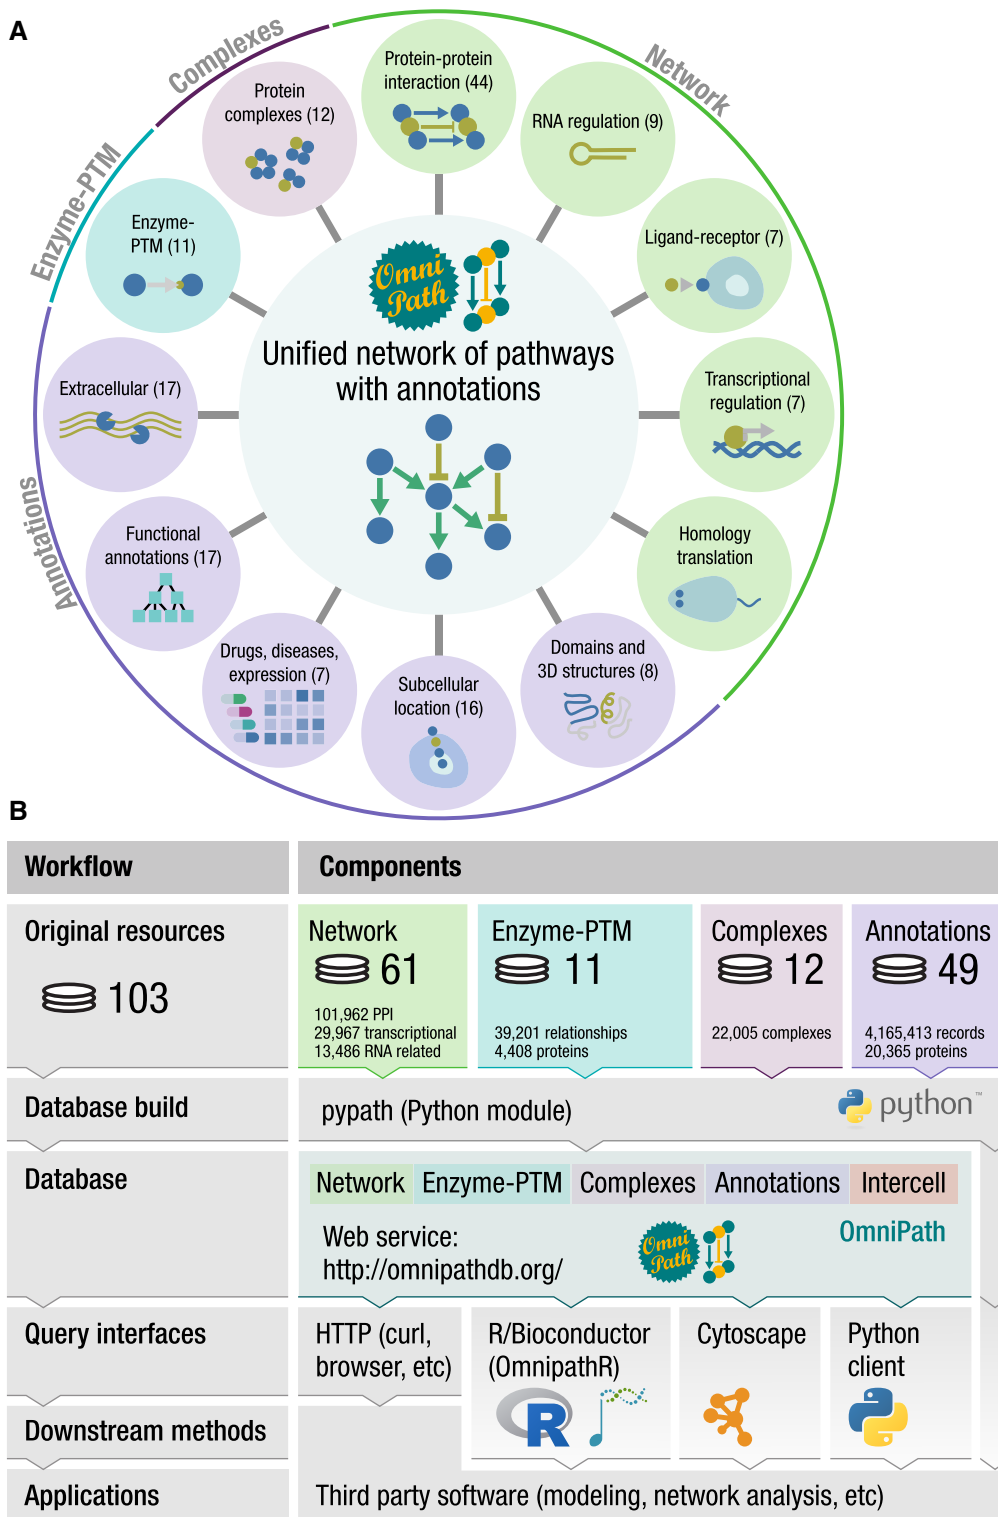 A
Complexes
Network
Enzyme-PTM
Annotations
Protein-protein
interaction (44)
Protein
complexes (12)
RNA regulation (9)
Enzyme-
PTM (11)
Ligand-receptor (7)
Omni
Path
Unified network of pathways
with annotations
Extracellular (17)
Transcriptional
regulation (7)
Functional
annotations (17)
Homology
translation
Drugs, diseases,
expression (7)
Subcellular
location (16)
Domains and
3D structures (8)
B
Workflow
Components
Original resources
103
Network
61
101,962 PPI
29,967 transcriptional
13,486 RNA related
Enzyme-PTM
11
39,201 relationships
4,408 proteins
Complexes
12
22,005 complexes
Annotations
49
4,165,413 records
20,365 proteins
Database build
pypath (Python module)
python™
Database
Network
Enzyme-PTM
Complexes
Annotations
Intercell
Web service:
http://omnipathdb.org/
Omni
Path
OmniPath
Query interfaces
HTTP (curl,
browser, etc)
R/Bioconductor
(OmnipathR)
R
Cytoscape
Python
client
Downstream methods
Applications
Third party software (modeling, network analysis, etc)